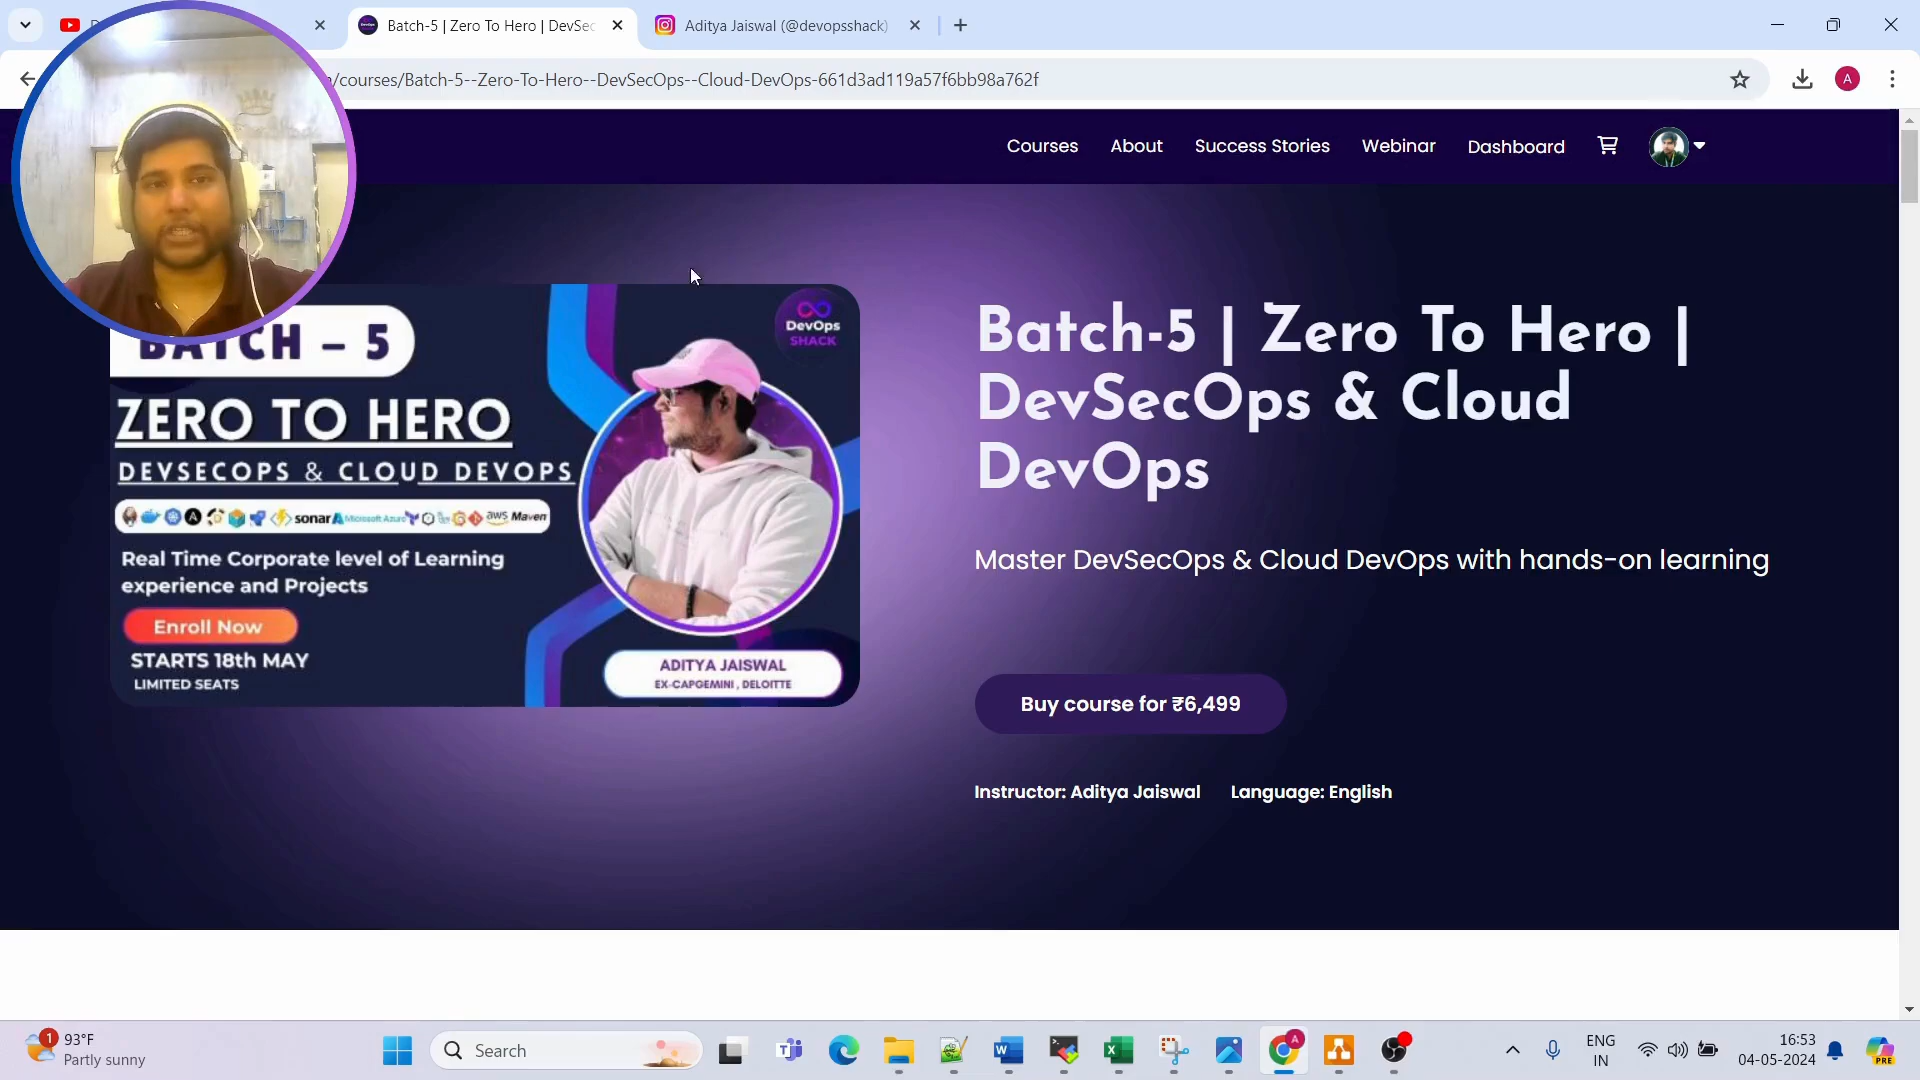 Batch-5 | Zero To Hero | DevSec
Aditya Jaiswal (@devopsshack)
/courses/Batch-5--Zero-To-Hero--DevSecOps--Cloud-DevOps-661d3ad119a57f6bb98a762f
A
Courses
About
Success Stories
Webinar
Dashboard
BATCH – 5
DevOps
SHACK
ZERO TO HERO
DEVSECOPS & CLOUD DEVOPS
sonar
Microsoft Azure
aws
Maven
Real Time Corporate level of Learning
experience and Projects
Enroll Now
STARTS 18th MAY
LIMITED SEATS
ADITYA JAISWAL
EX-CAPGEMINI , DELOITTE
Batch-5 | Zero To Hero |
DevSecOps & Cloud
DevOps
Master DevSecOps & Cloud DevOps with hands-on learning
Buy course for ₹6,499
Instructor: Aditya Jaiswal
Language: English
1
93°F
Partly sunny
Search
A
ENG
IN
16:53
04-05-2024
PRE